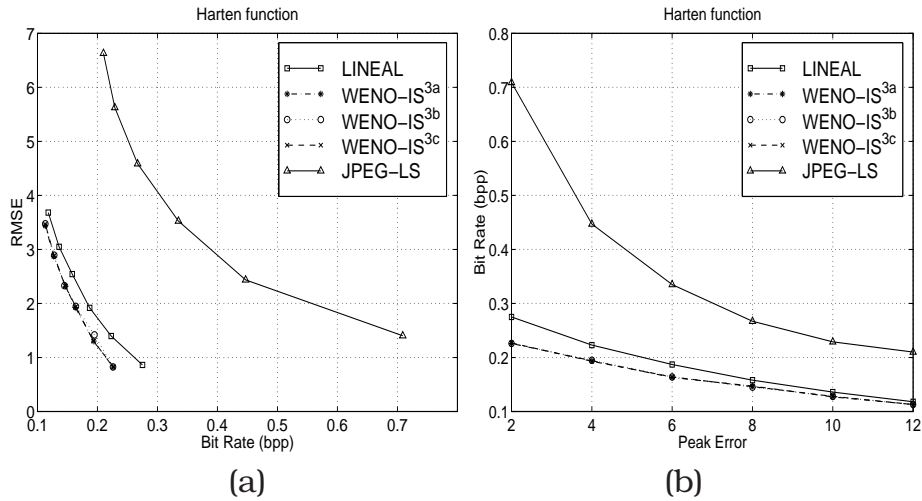 Harten function
7
6
5
4
3
2
1
0
RMSE
0.1 0.2 0.3 0.4 0.5 0.6 0.7
Bit Rate (bpp)
LINEAL
WENO-IS3a
WENO-IS3b
WENO-IS3c
JPEG-LS
(a)
Harten function
0.8
0.7
0.6
0.5
0.4
0.3
0.2
0.1
Bit Rate (bpp)
2 4 6 8 10 12
Peak Error
LINEAL
WENO-IS3a
WENO-IS3b
WENO-IS3c
JPEG-LS
(b)